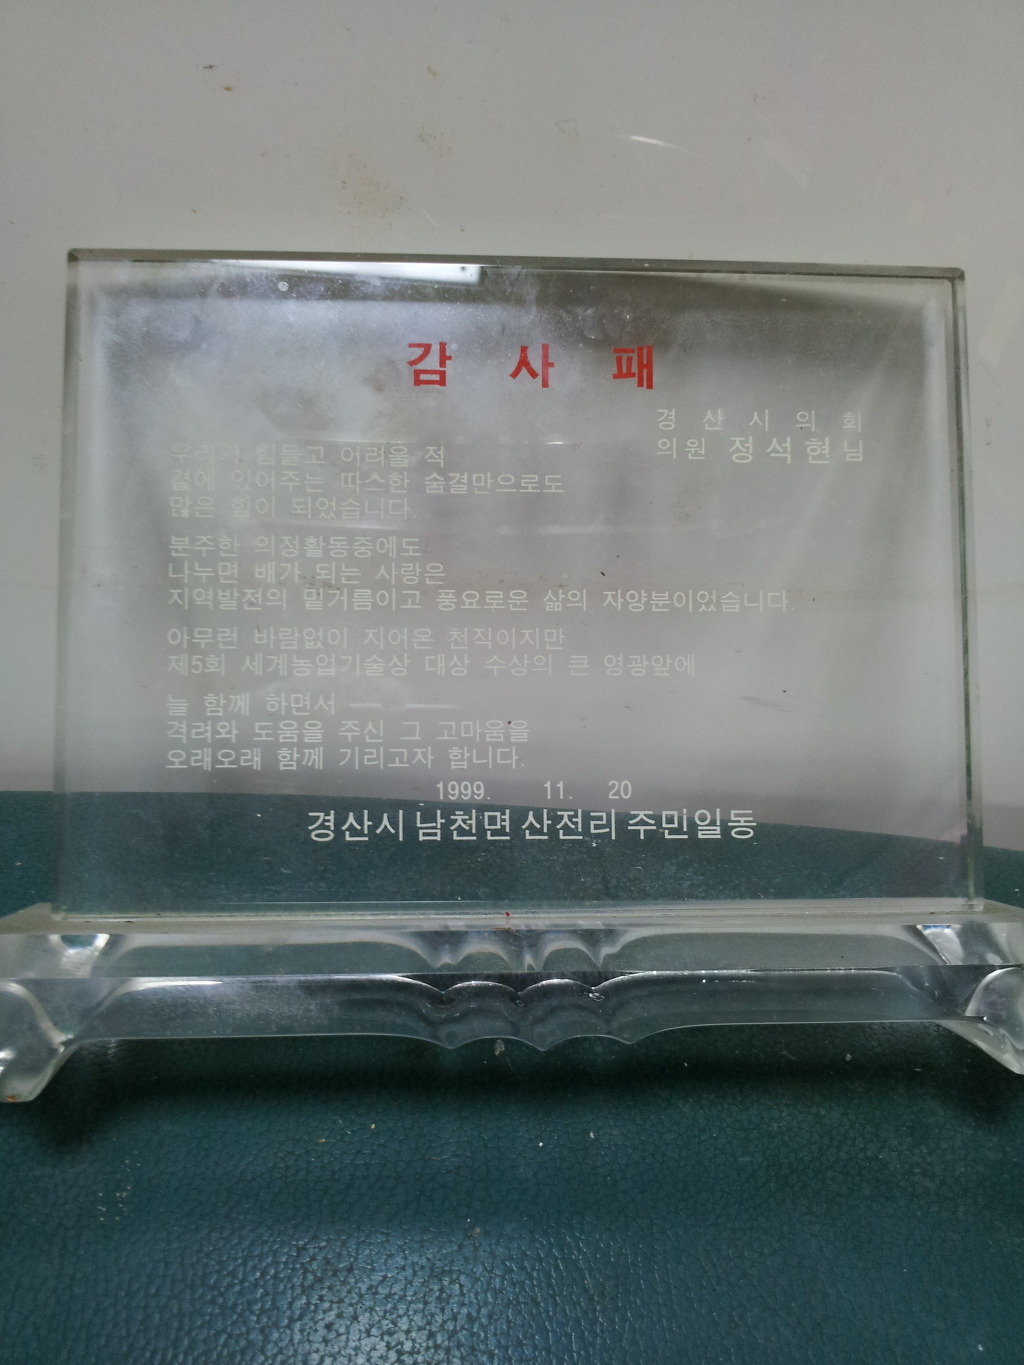 감 사 패
경 산 시 의 회
의원 정석현님
우리가 힘들고 어려울 적
곁에 있어주는 따스한 숨결만으로도
많은 힘이 되었습니다.
분주한 의정활동중에도
나누면 배가 되는 사랑은
지역발전의 밑거름이고 풍요로운 삶의 자양분이었습니다.
아무런 바람없이 지어온 천직이지만
제5회 세계농업기술상 대상 수상의 큰 영광앞에
늘 함께 하면서
격려와 도움을 주신 그 고마움을
오래오래 함께 기리고자 합니다.
1999. 11. 20
경산시 남천면 산전리 주민일동